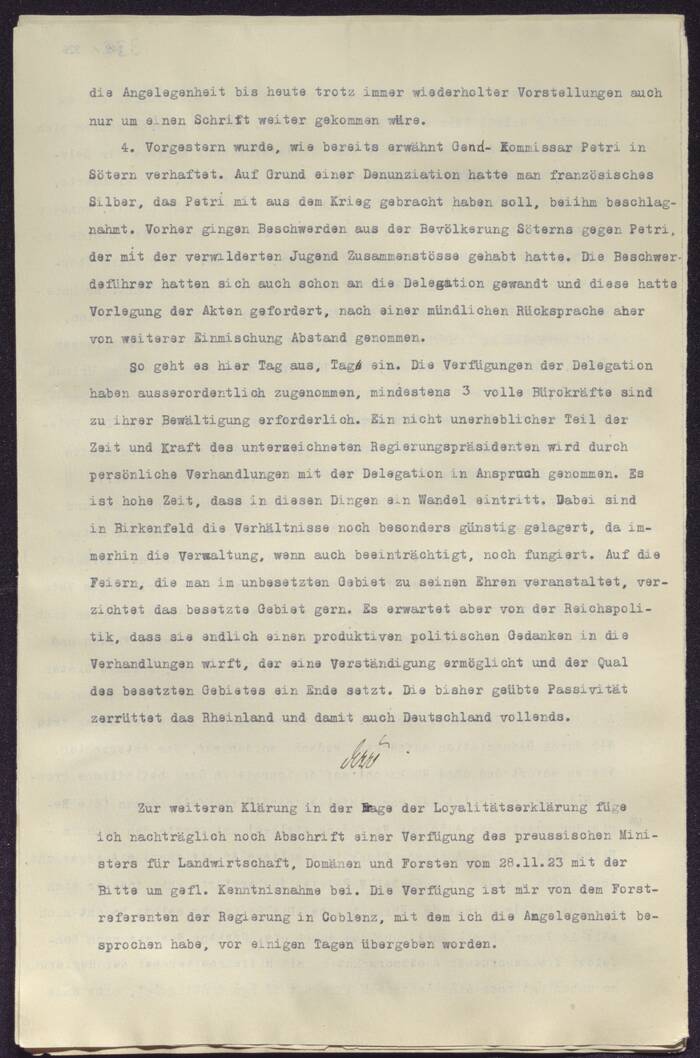 die Angelegenheit bis heute trotz immer wiederholter Vorstellungen auch
nur um einen Schrift weiter gekommen wäre.
4. Vorgestern wurde, wie bereits erwähnt Gend- Kommissar Petri in
Sötern verhaftet. Auf Grund einer Denunziation hatte man französisches
Silber, das Petri mit aus dem Krieg gebracht haben soll, beiihm beschlag-
nahmt. Vorher gingen Beschwerden aus der Bevölkerung Söterns gegen Petri,
der mit der verwilderten Jugend Zusammenstösse gehabt hatte. Die Beschwer-
deführer hatten sich auch schon an die Delegation gewandt und diese hatte
Vorlegung der Akten gefordert, nach einer mündlichen Rücksprache aber
von weiterer Einmischung Abstand genommen.
So geht es hier Tag aus, Tag ein. Die Verfügungen der Delegation
haben ausserordentlich zugenommen, mindestens 3 volle Bürokräfte sind
zu ihrer Bewältigung erforderlich. Ein nicht unerheblicher Teil der
Zeit und Kraft des unterzeichneten Regierungspräsidenten wird durch
persönliche Verhandlungen mit der Delegation in Anspruch genommen. Es
ist hohe Zeit, dass in diesen Dingen ein Wandel eintritt. Dabei sind
in Birkenfeld die Verhältnisse noch besonders günstig gelagert, da im-
merhin die Verwaltung, wenn auch beeinträchtigt, noch fungiert. Auf die
Feiern, die man im unbesetzten Gebiet zu seinen Ehren veranstaltet, ver-
zichtet das besetzte Gebiet gern. Es erwartet aber von der Reichspoli-
tik, dass sie endlich einen produktiven politischen Gedanken in die
Verhandlungen wirft, der eine Verständigung ermöglicht und der Qual
des besetzten Gebietes ein Ende setzt. Die bisher geübte Passivität
zerrüttet das Rheinland und damit auch Deutschland vollends.
Zur weiteren Klärung in der Frage der Loyalitätserklärung füge
ich nachträglich noch Abschrift einer Verfügung des preussischen Mini-
sters für Landwirtschaft, Domänen und Forsten vom 28.11.23 mit der
Bitte um gefl. Kenntnisnahme bei. Die Verfügung ist mir von dem Forst-
referenten der Regierung in Coblenz, mit dem ich die Angelegenheit be-
sprochen habe, vor einigen Tagen übergeben worden.